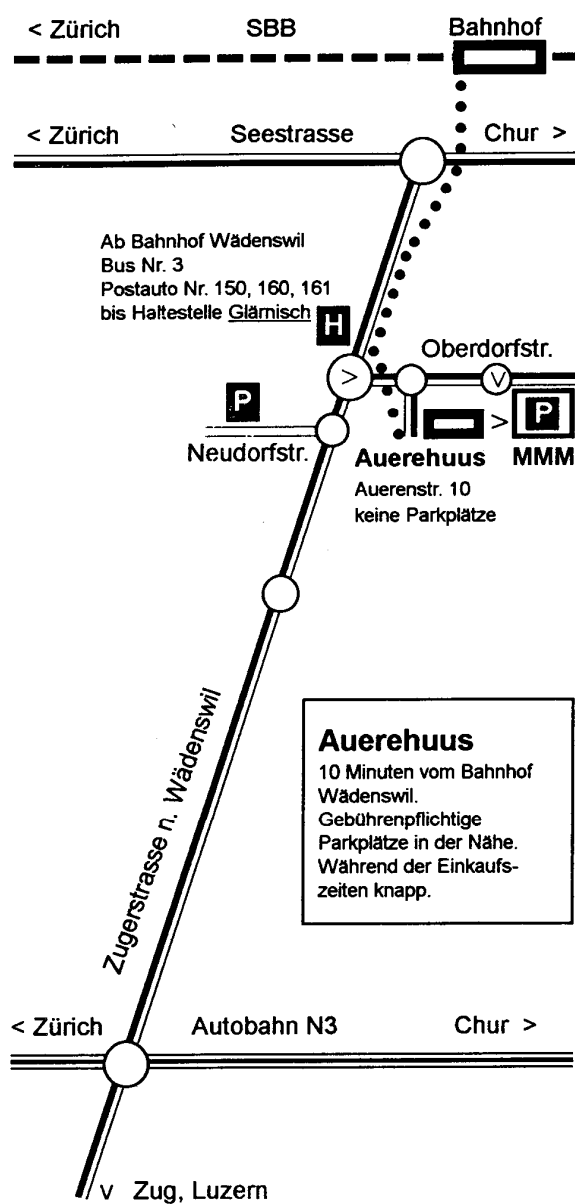 < Zürich SBB Bahnhof
< Zürich Seestrasse Chur >
Ab Bahnhof Wädenswil
Bus Nr. 3
Postauto Nr. 150, 160, 161
bis Haltestelle Glärnisch
H
Oberdorfstr.
> v
P
P
>
Neudorfstr.
Auerehuus MMM
Auerenstr. 10
keine Parkplätze
Zugerstrasse n. Wädenswil
Auerehuus
10 Minuten vom Bahnhof
Wädenswil.
Gebührenpflichtige
Parkplätze in der Nähe.
Während der Einkaufs-
zeiten knapp.
< Zürich Autobahn N3 Chur >
v Zug, Luzern